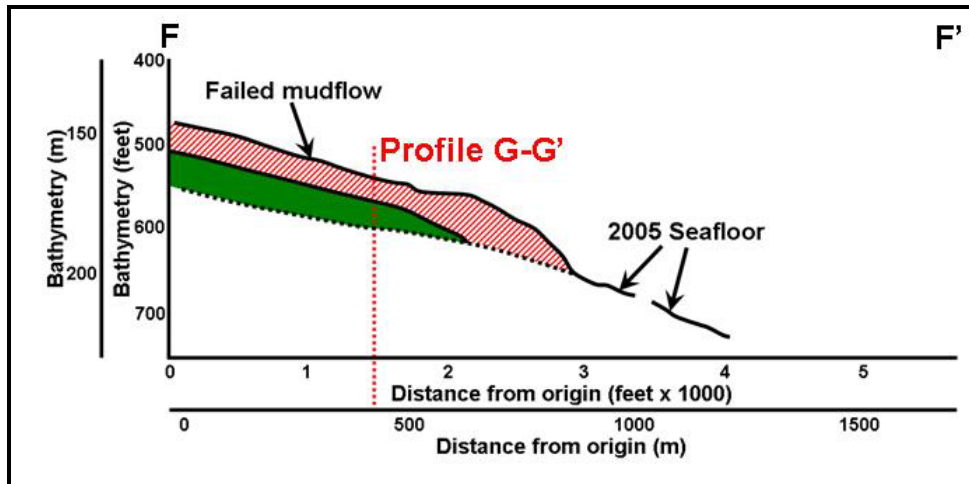 F
F'
400
Failed mudflow
150
500
Profile G-G'
Bathymetry (m)
Bathymetry (feet)
600
2005 Seafloor
200
700
0 1 2 3 4 5
Distance from origin (feet x 1000)
0 500 1000 1500
Distance from origin (m)